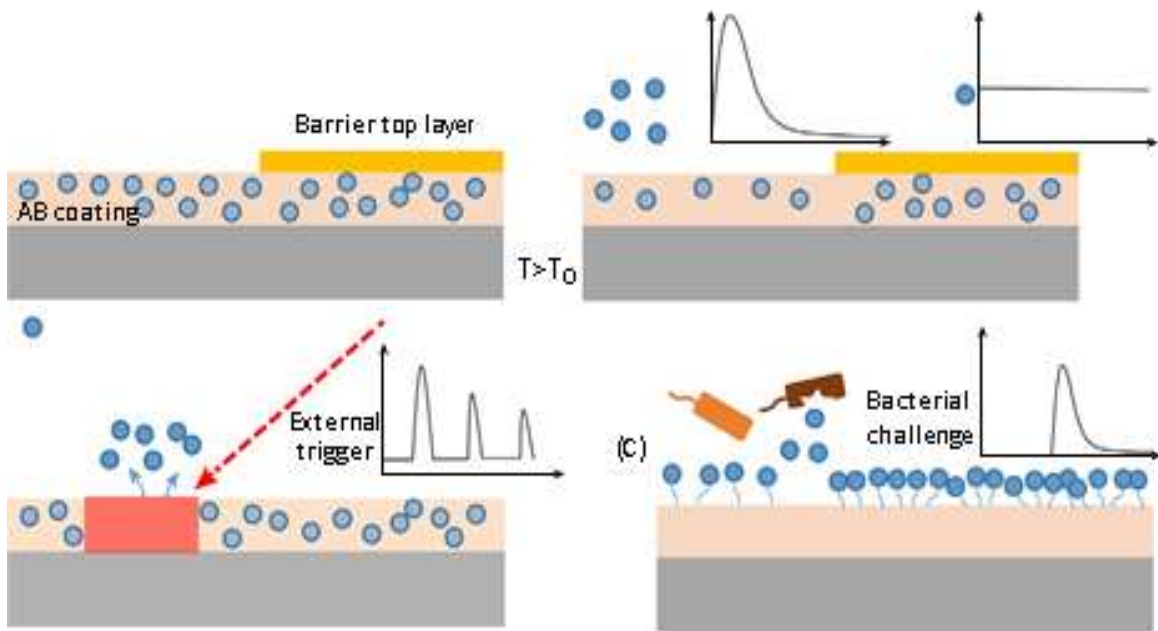 Barrier top layer
AB coating
T>T₀
External
trigger
(C)
Bacterial
challenge